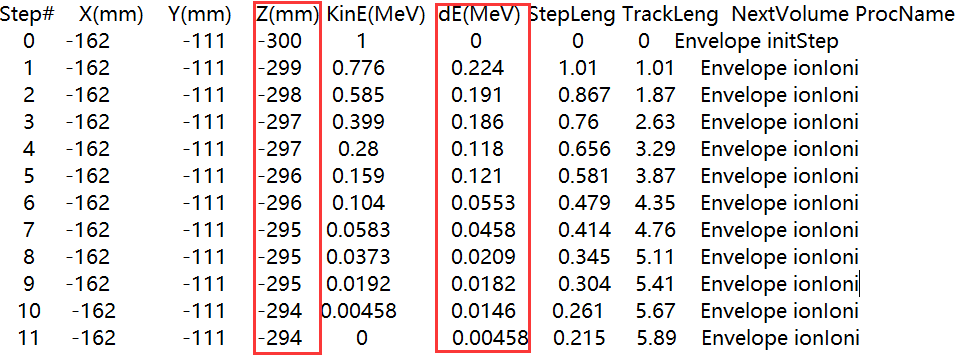 Step# X(mm) Y(mm) Z(mm) KinE(MeV) dE(MeV) StepLeng TrackLeng NextVolume ProcName
0 -162 -111 -300 1 0 0 0 Envelope initStep
1 -162 -111 -299 0.776 0.224 1.01 1.01 Envelope ionIoni
2 -162 -111 -298 0.585 0.191 0.867 1.87 Envelope ionIoni
3 -162 -111 -297 0.399 0.186 0.76 2.63 Envelope ionIoni
4 -162 -111 -297 0.28 0.118 0.656 3.29 Envelope ionIoni
5 -162 -111 -296 0.159 0.121 0.581 3.87 Envelope ionIoni
6 -162 -111 -296 0.104 0.0553 0.479 4.35 Envelope ionIoni
7 -162 -111 -295 0.0583 0.0458 0.414 4.76 Envelope ionIoni
8 -162 -111 -295 0.0373 0.0209 0.345 5.11 Envelope ionIoni
9 -162 -111 -295 0.0192 0.0182 0.304 5.41 Envelope ionIoni
10 -162 -111 -294 0.00458 0.0146 0.261 5.67 Envelope ionIoni
11 -162 -111 -294 0 0.00458 0.215 5.89 Envelope ionIoni